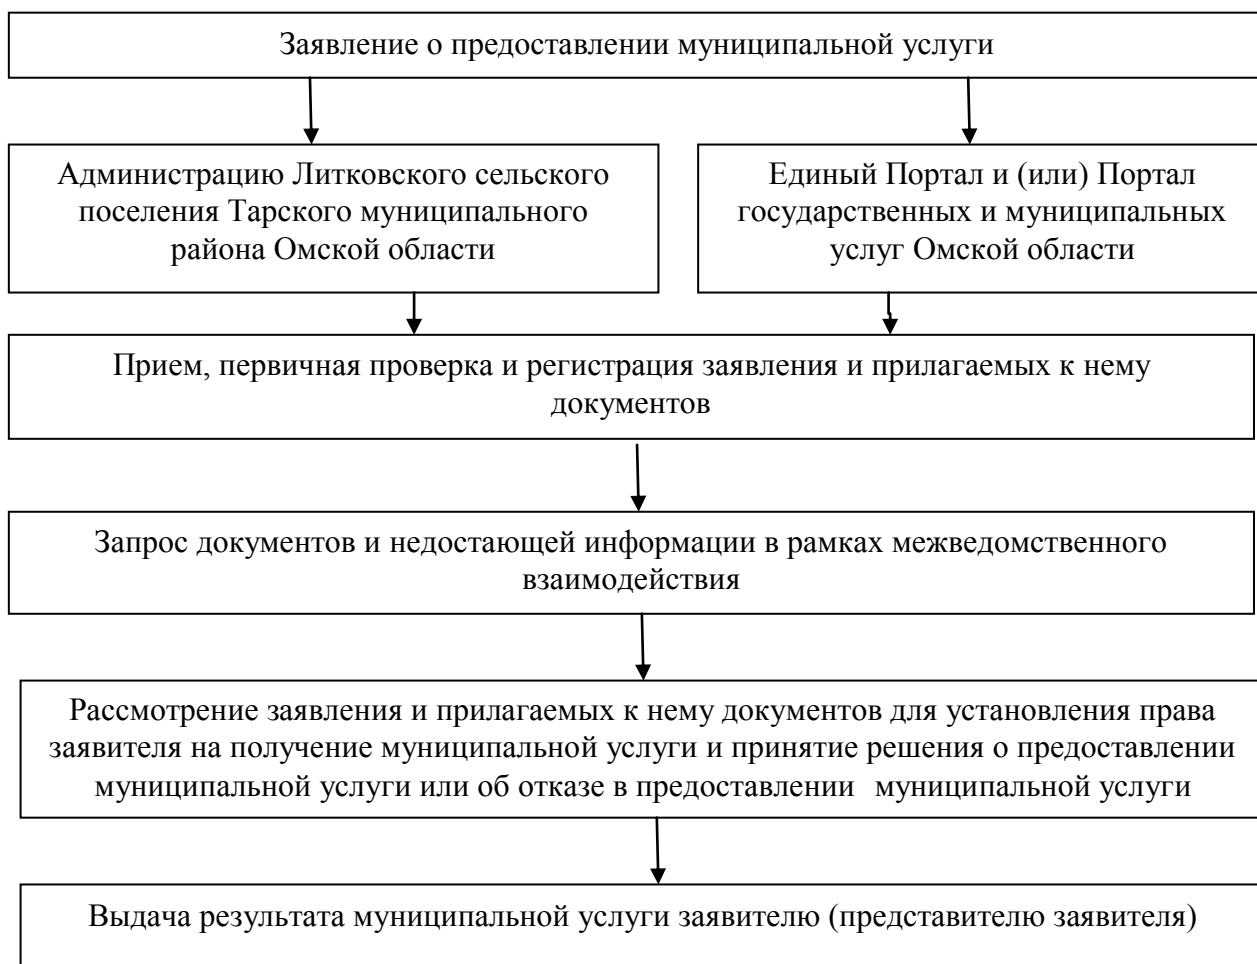 Заявление о предоставлении муниципальной услуги
Администрацию Литковского сельского
поселения Тарского муниципального
района Омской области
Единый Портал и (или) Портал
государственных и муниципальных
услуг Омской области
Прием, первичная проверка и регистрация заявления и прилагаемых к нему
документов
Запрос документов и недостающей информации в рамках межведомственного
взаимодействия
Рассмотрение заявления и прилагаемых к нему документов для установления права
заявителя на получение муниципальной услуги и принятие решения о предоставлении
муниципальной услуги или об отказе в предоставлении муниципальной услуги
Выдача результата муниципальной услуги заявителю (представителю заявителя)